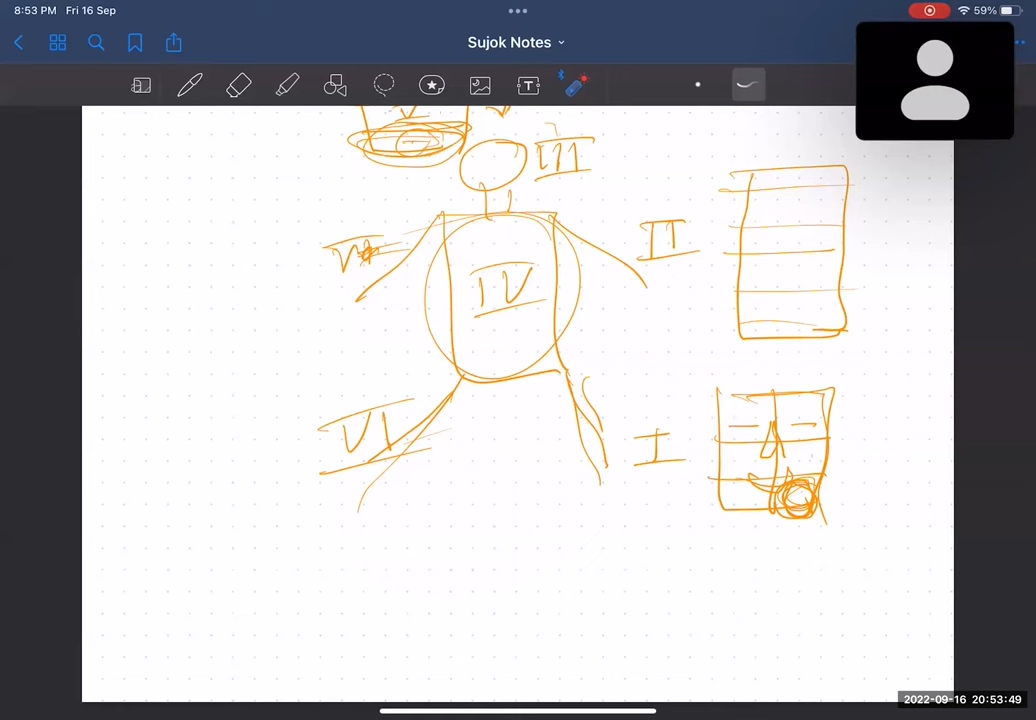 8:53 PM Fri 16 Sep
59%
Sujok Notes
T
III
II
IV
VI
I
2022-09-16 20:53:49